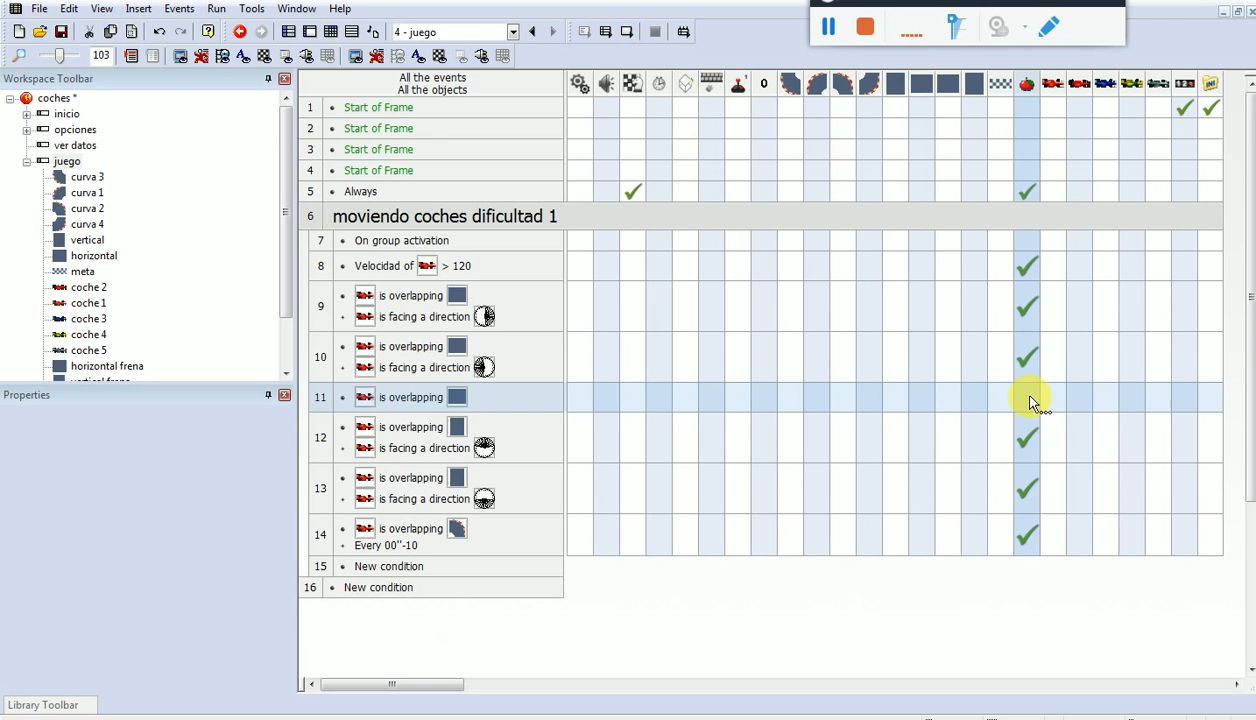 File Edit View Insert Events Run Tools Window Help
4 - juego
103
Workspace Toolbar
coches *
inicio
opciones
ver datos
juego
curva 3
curva 1
curva 2
curva 4
vertical
horizontal
meta
coche 2
coche 1
coche 3
coche 4
coche 5
horizontal frena
Properties
Library Toolbar
All the events
All the objects
1 Start of Frame
2 Start of Frame
3 Start of Frame
4 Start of Frame
5 Always
6 moviendo coches dificultad 1
7 On group activation
8 Velocidad of > 120
9 is overlapping
is facing a direction
10 is overlapping
is facing a direction
11 is overlapping
12 is overlapping
is facing a direction
13 is overlapping
is facing a direction
14 is overlapping
Every 00"-10
15 New condition
16 New condition